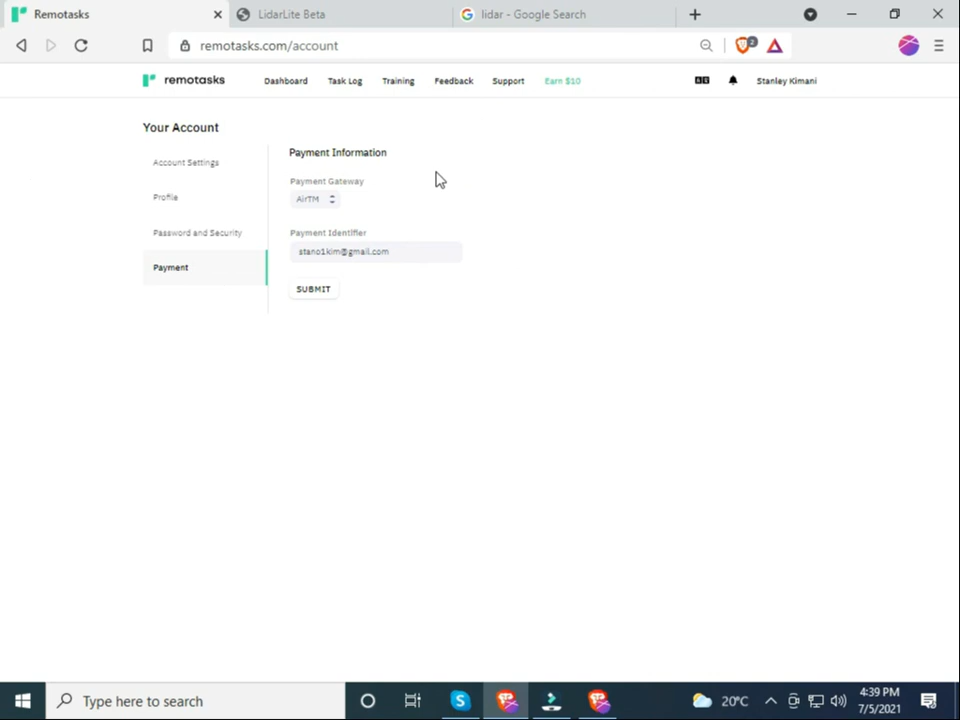 Remotasks
LidarLite Beta
lidar - Google Search
remotasks.com/account
2
remotasks
Dashboard
Task Log
Training
Feedback
Support
Earn $10
Stanley Kimani
Your Account
Account Settings
Profile
Password and Security
Payment
Payment Information
Payment Gateway
AirTM
Payment Identifier
stano1kim@gmail.com
SUBMIT
Type here to search
20°C
4:39 PM
7/5/2021